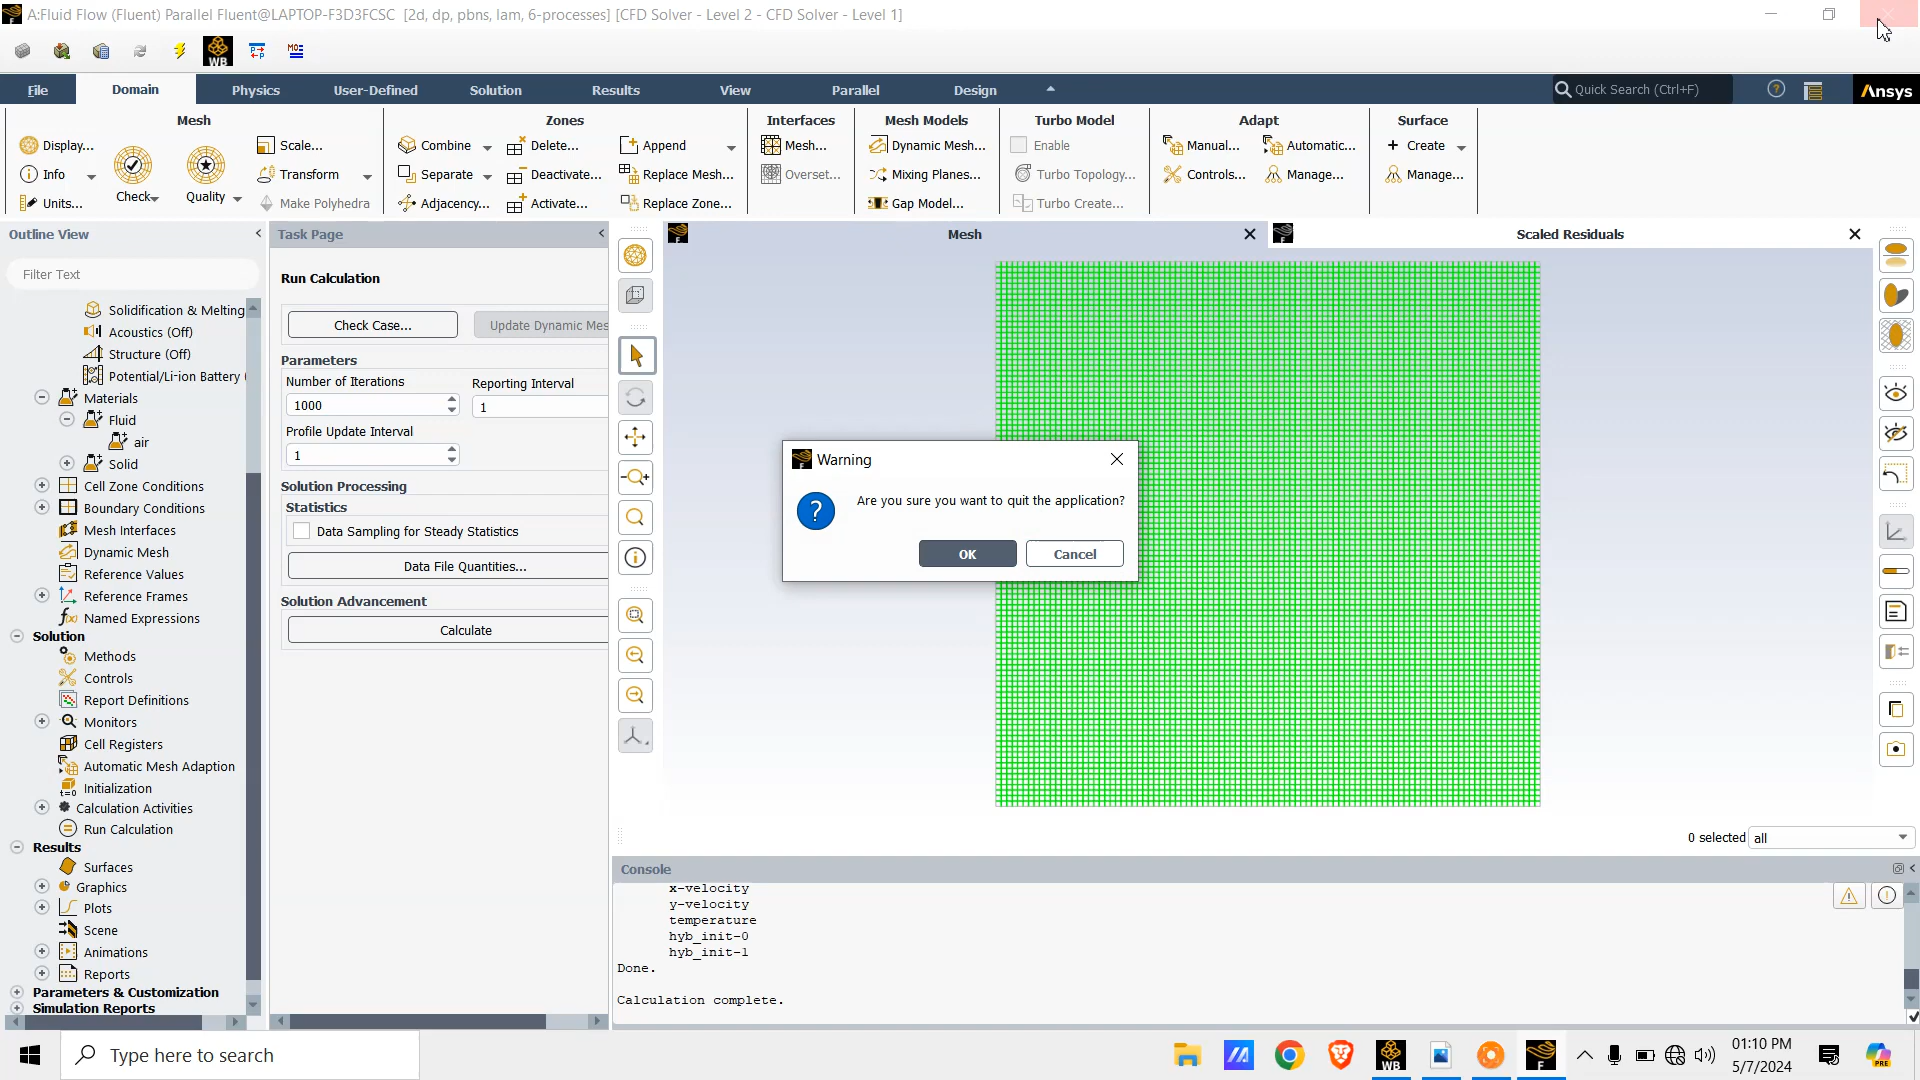 A:Fluid Flow (Fluent) Parallel Fluent@LAPTOP-F3D3FCSC [2d, dp, pbns, lam, 6-processes] [CFD Solver - Level 2 - CFD Solver - Level 1]
WB
File Domain Physics User-Defined Solution Results View Parallel Design Quick Search (Ctrl+F) Ansys
Mesh Zones Interfaces Mesh Models Turbo Model Adapt Surface
Display... Scale... Combine Delete... Append Mesh... Dynamic Mesh... Enable Manual... Automatic... + Create
Info Check Quality Transform Separate Deactivate... Replace Mesh... Overset... Mixing Planes... Turbo Topology... Controls... Manage... Manage...
Units... Make Polyhedra Adjacency... Activate... Replace Zone... Gap Model... Turbo Create...
Outline View
Filter Text
Solidification & Melting
Acoustics (Off)
Structure (Off)
Potential/Li-ion Battery (
Materials
Fluid
air
Solid
Cell Zone Conditions
Boundary Conditions
Mesh Interfaces
Dynamic Mesh
Reference Values
Reference Frames
Named Expressions
Solution
Methods
Controls
Report Definitions
Monitors
Cell Registers
Automatic Mesh Adaption
Initialization
Calculation Activities
Run Calculation
Results
Surfaces
Graphics
Plots
Scene
Animations
Reports
Parameters & Customization
Simulation Reports
Task Page
Run Calculation
Check Case... Update Dynamic Mes
Parameters
Number of Iterations Reporting Interval
1000 1
Profile Update Interval
1
Solution Processing
Statistics
Data Sampling for Steady Statistics
Data File Quantities...
Solution Advancement
Calculate
Mesh
Scaled Residuals
Warning
Are you sure you want to quit the application?
OK Cancel
0 selected all
Console
x-velocity
y-velocity
temperature
hyb_init-0
hyb_init-1
Done.
Calculation complete.
Type here to search
WB
F
01:10 PM
5/7/2024
PRE